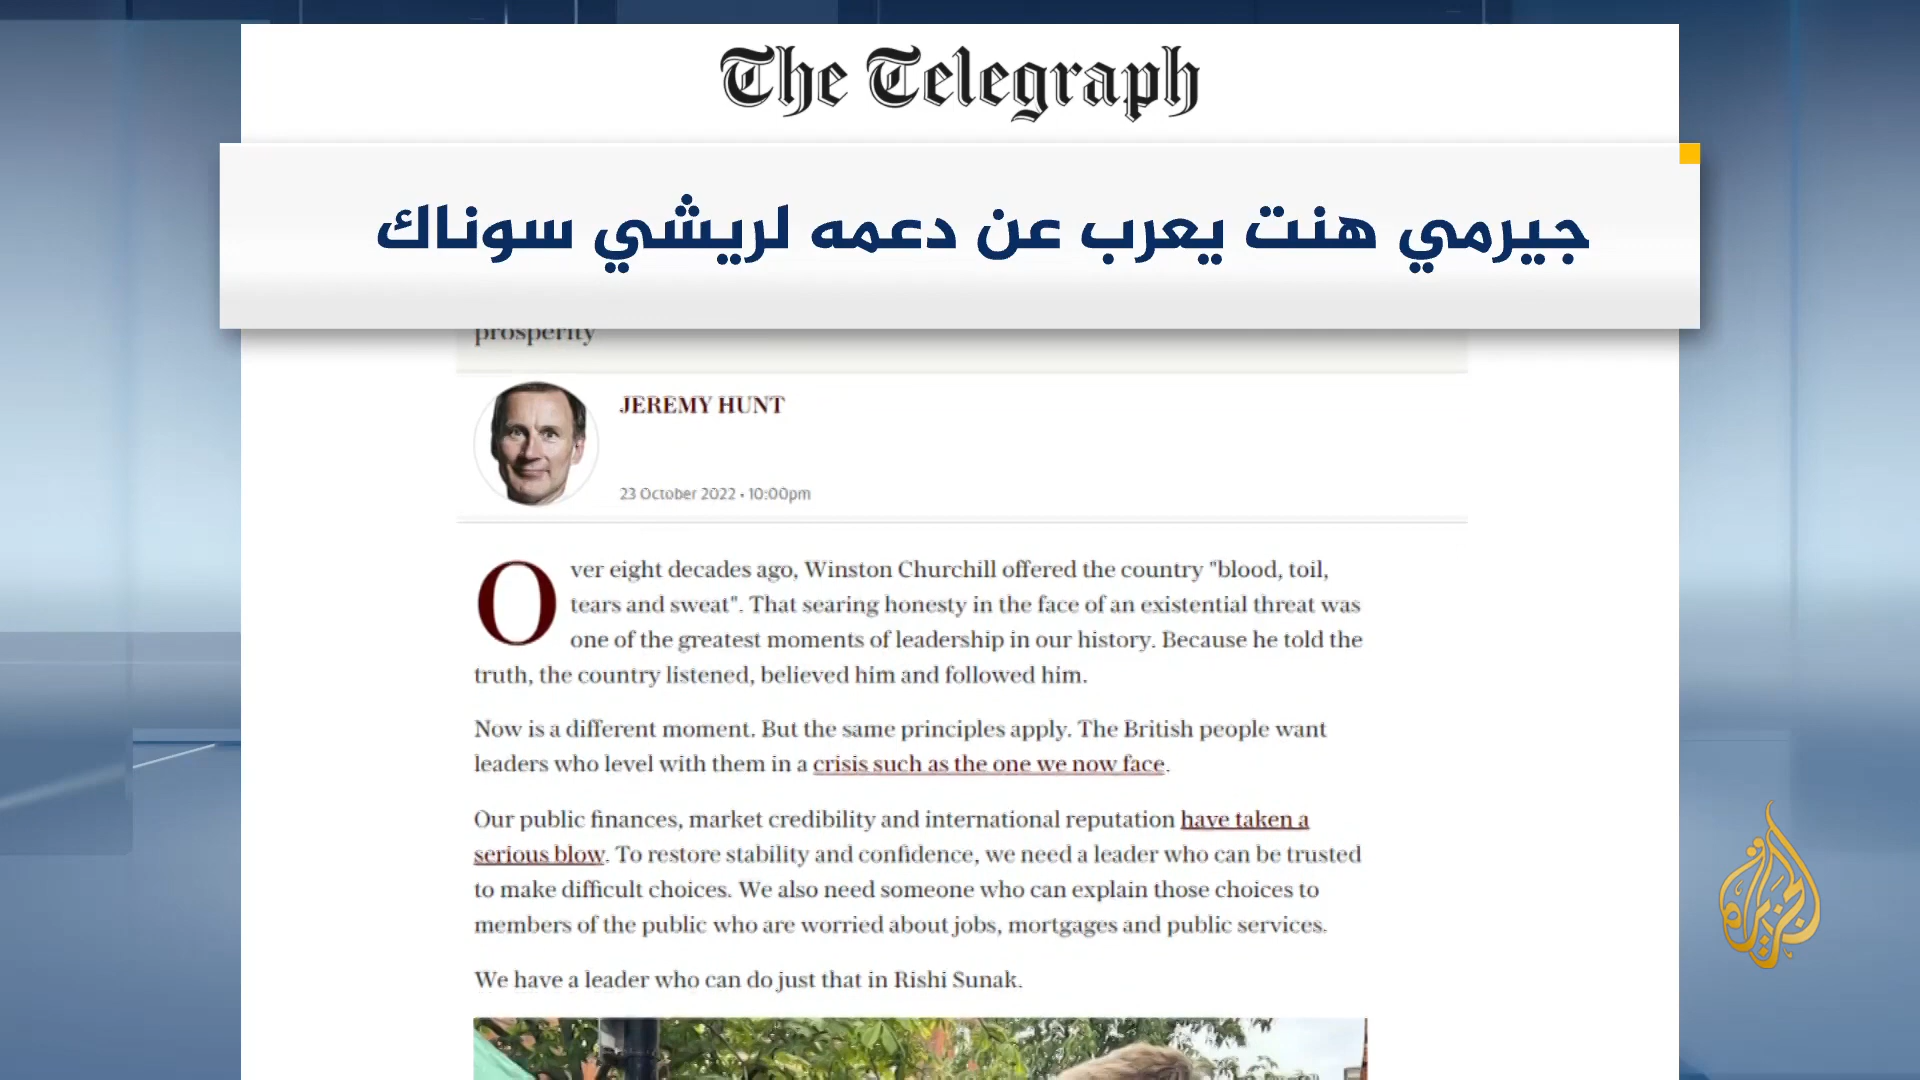 The Telegraph
جيرمي هنت يعرب عن دعمه لريشي سوناك
prosperity
JEREMY HUNT
23 October 2022 • 10:00pm
Over eight decades ago, Winston Churchill offered the country "blood, toil,
tears and sweat". That searing honesty in the face of an existential threat was
one of the greatest moments of leadership in our history. Because he told the
truth, the country listened, believed him and followed him.
Now is a different moment. But the same principles apply. The British people want
leaders who level with them in a crisis such as the one we now face.
Our public finances, market credibility and international reputation have taken a
serious blow. To restore stability and confidence, we need a leader who can be trusted
to make difficult choices. We also need someone who can explain those choices to
members of the public who are worried about jobs, mortgages and public services.
We have a leader who can do just that in Rishi Sunak.
الجزيرة